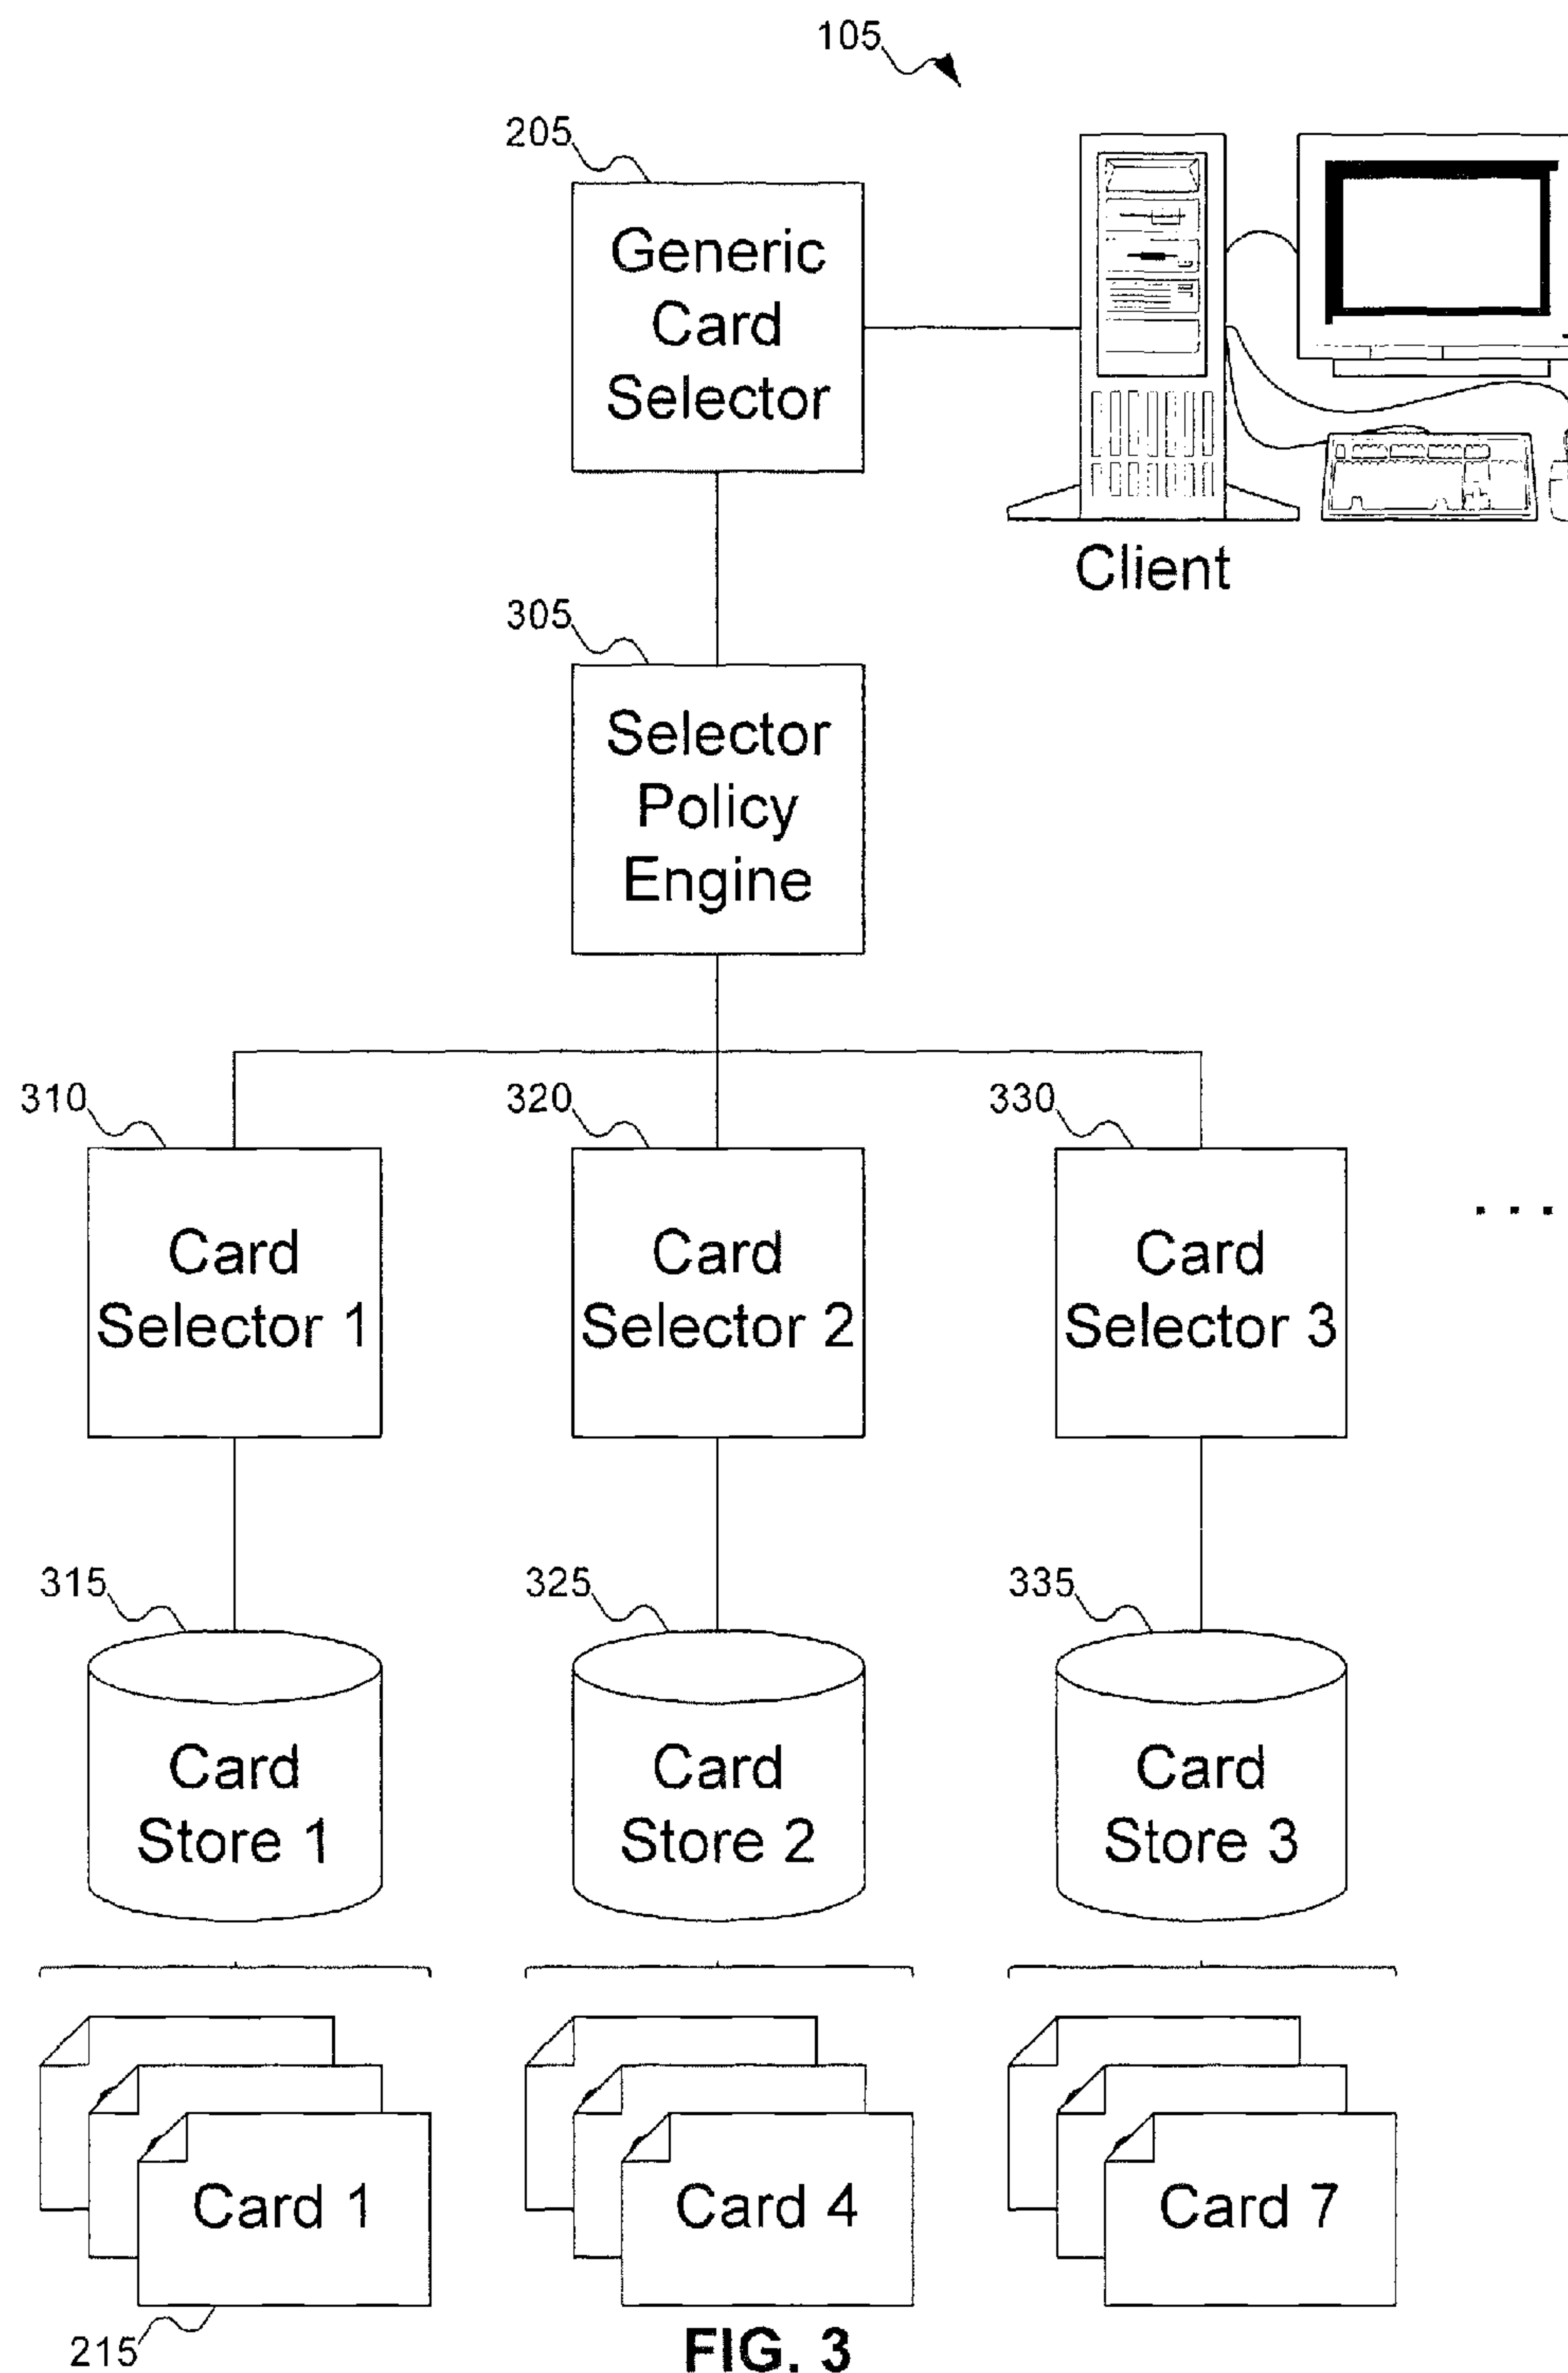 105
205
Generic
Card
Selector
Client
305
Selector
Policy
Engine
310
320
330
Card
Selector 1
Card
Selector 2
Card
Selector 3
. . .
315
325
335
Card
Store 1
Card
Store 2
Card
Store 3
Card 1
Card 4
Card 7
215
FIG. 3